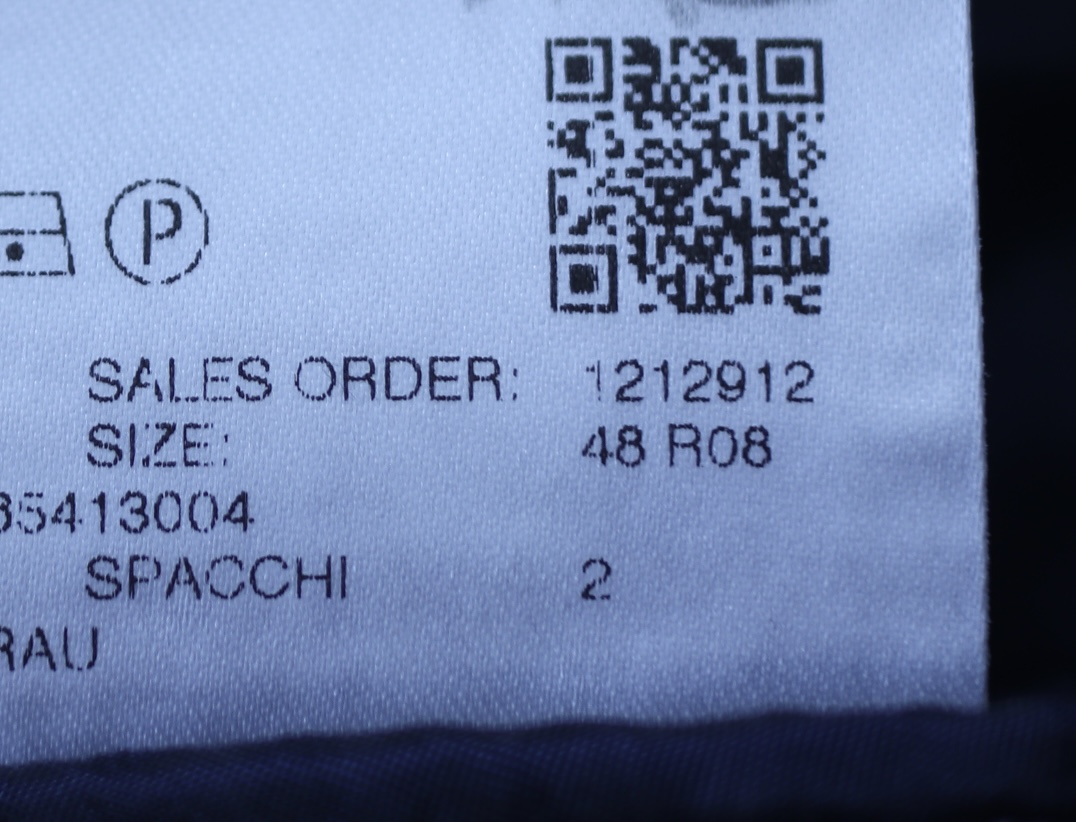 P
SALES ORDER: 1212912
SIZE: 48 R08
35413004
SPACCHI 2
RAU